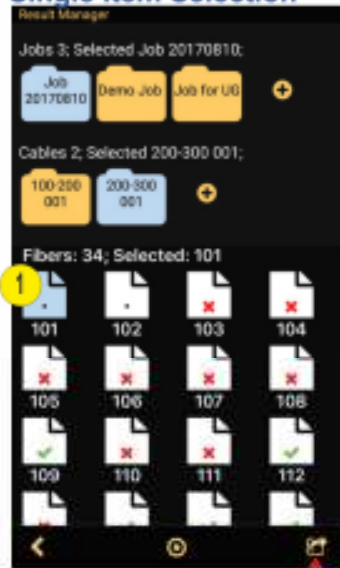 Single Item Selection
Result Manager
Jobs 3; Selected Job 20170810;
Job 20170810
Demo Job
Job for UG
Cables 2; Selected 200-300 001;
100-200 001
200-300 001
Fibers: 34; Selected: 101
1
101 102 103 104
105 106 107 108
109 110 111 112